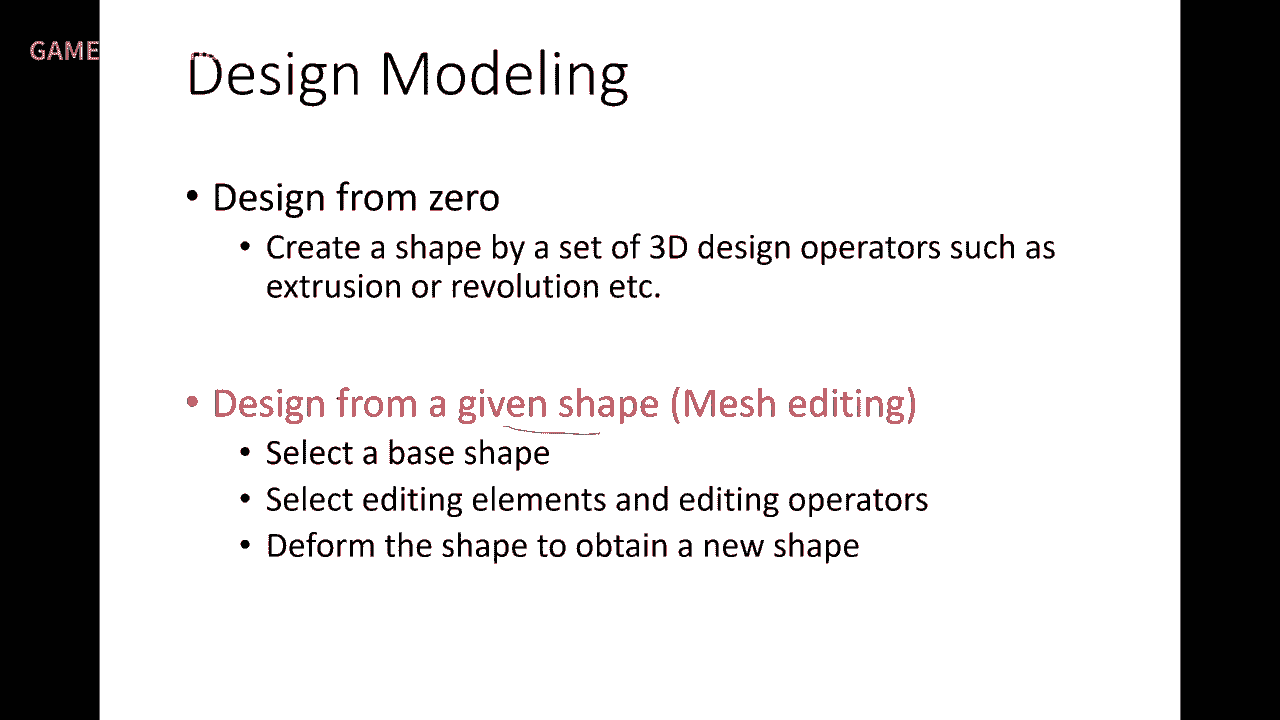 GAME
Design Modeling
• Design from zero
• Create a shape by a set of 3D design operators such as
extrusion or revolution etc.
• Design from a given shape (Mesh editing)
• Select a base shape
• Select editing elements and editing operators
• Deform the shape to obtain a new shape